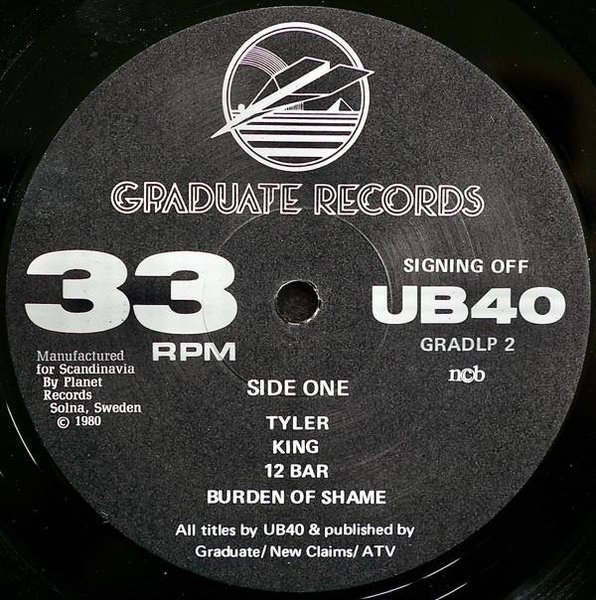 GRADUATE RECORDS
33
RPM
SIGNING OFF
UB40
GRADLP 2
ncb
Manufactured
for Scandinavia
By Planet
Records
Solna, Sweden
© 1980
SIDE ONE
TYLER
KING
12 BAR
BURDEN OF SHAME
All titles by UB40 & published by
Graduate/ New Claims/ ATV